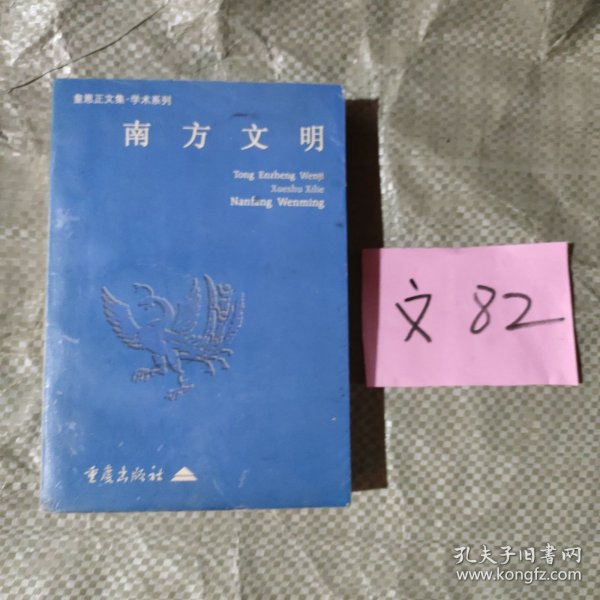 童恩正文集·学术系列
南方文明
Tong Enzheng Wenji
Xueshu Xilie
Nanfang Wenming
重庆出版社
文 82
孔夫子旧书网
www.kongfz.com